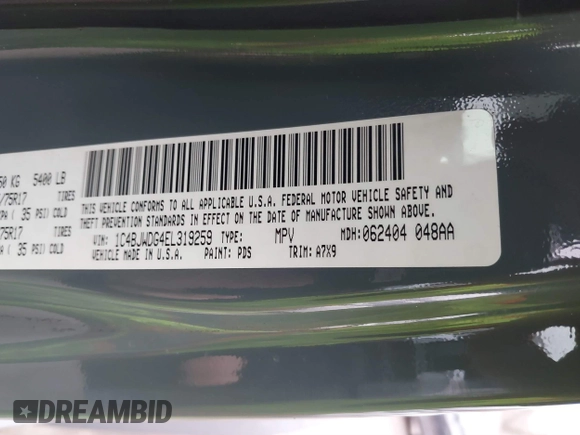 50 KG 5400 LB
/75R17 TIRES
KPA ( 35 PSI) COLD
75R17 TIRES
A ( 35 PSI) COLD
THIS VEHICLE CONFORMS TO ALL APPLICABLE U.S.A. FEDERAL MOTOR VEHICLE SAFETY AND
THEFT PREVENTION STANDARDS IN EFFECT ON THE DATE OF MANUFACTURE SHOWN ABOVE.
VIN: 1C4BJWDG4EL319259 TYPE: MPV MDH: 062404 048AA
VEHICLE MADE IN U.S.A. PAINT: PDS TRIM: A7X9
DREAMBID